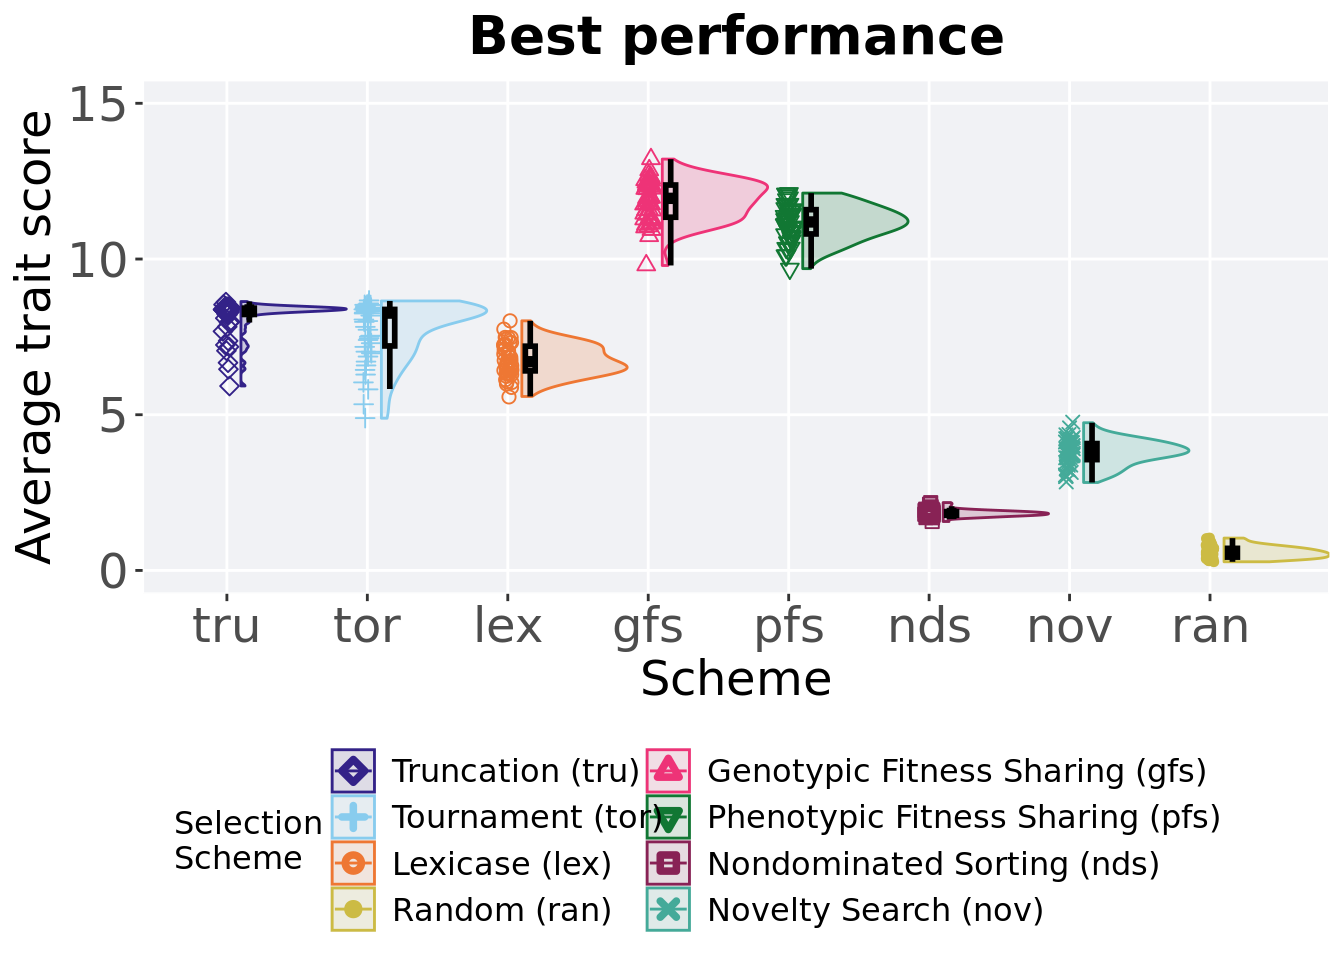 Best performance
Average trait score
15
10
5
0
tru tor lex gfs pfs nds nov ran
Scheme
Selection
Scheme
Truncation (tru)
Tournament (tor)
Lexicase (lex)
Random (ran)
Genotypic Fitness Sharing (gfs)
Phenotypic Fitness Sharing (pfs)
Nondominated Sorting (nds)
Novelty Search (nov)